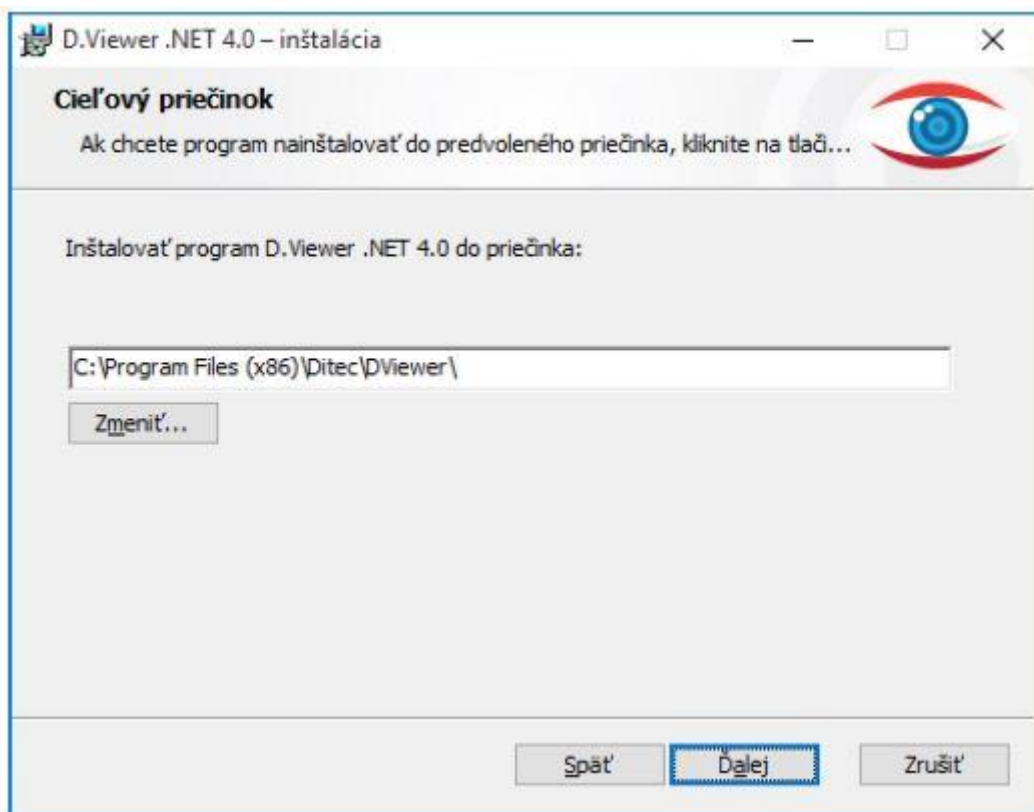 D.Viewer .NET 4.0 – inštalácia
Cieľový priečinok
Ak chcete program nainštalovať do predvoleného priečinka, kliknite na tlači...
Inštalovať program D.Viewer .NET 4.0 do priečinka:
C:\Program Files (x86)\Ditec\DViewer\
Zmeniť...
Späť Ďalej Zrušiť